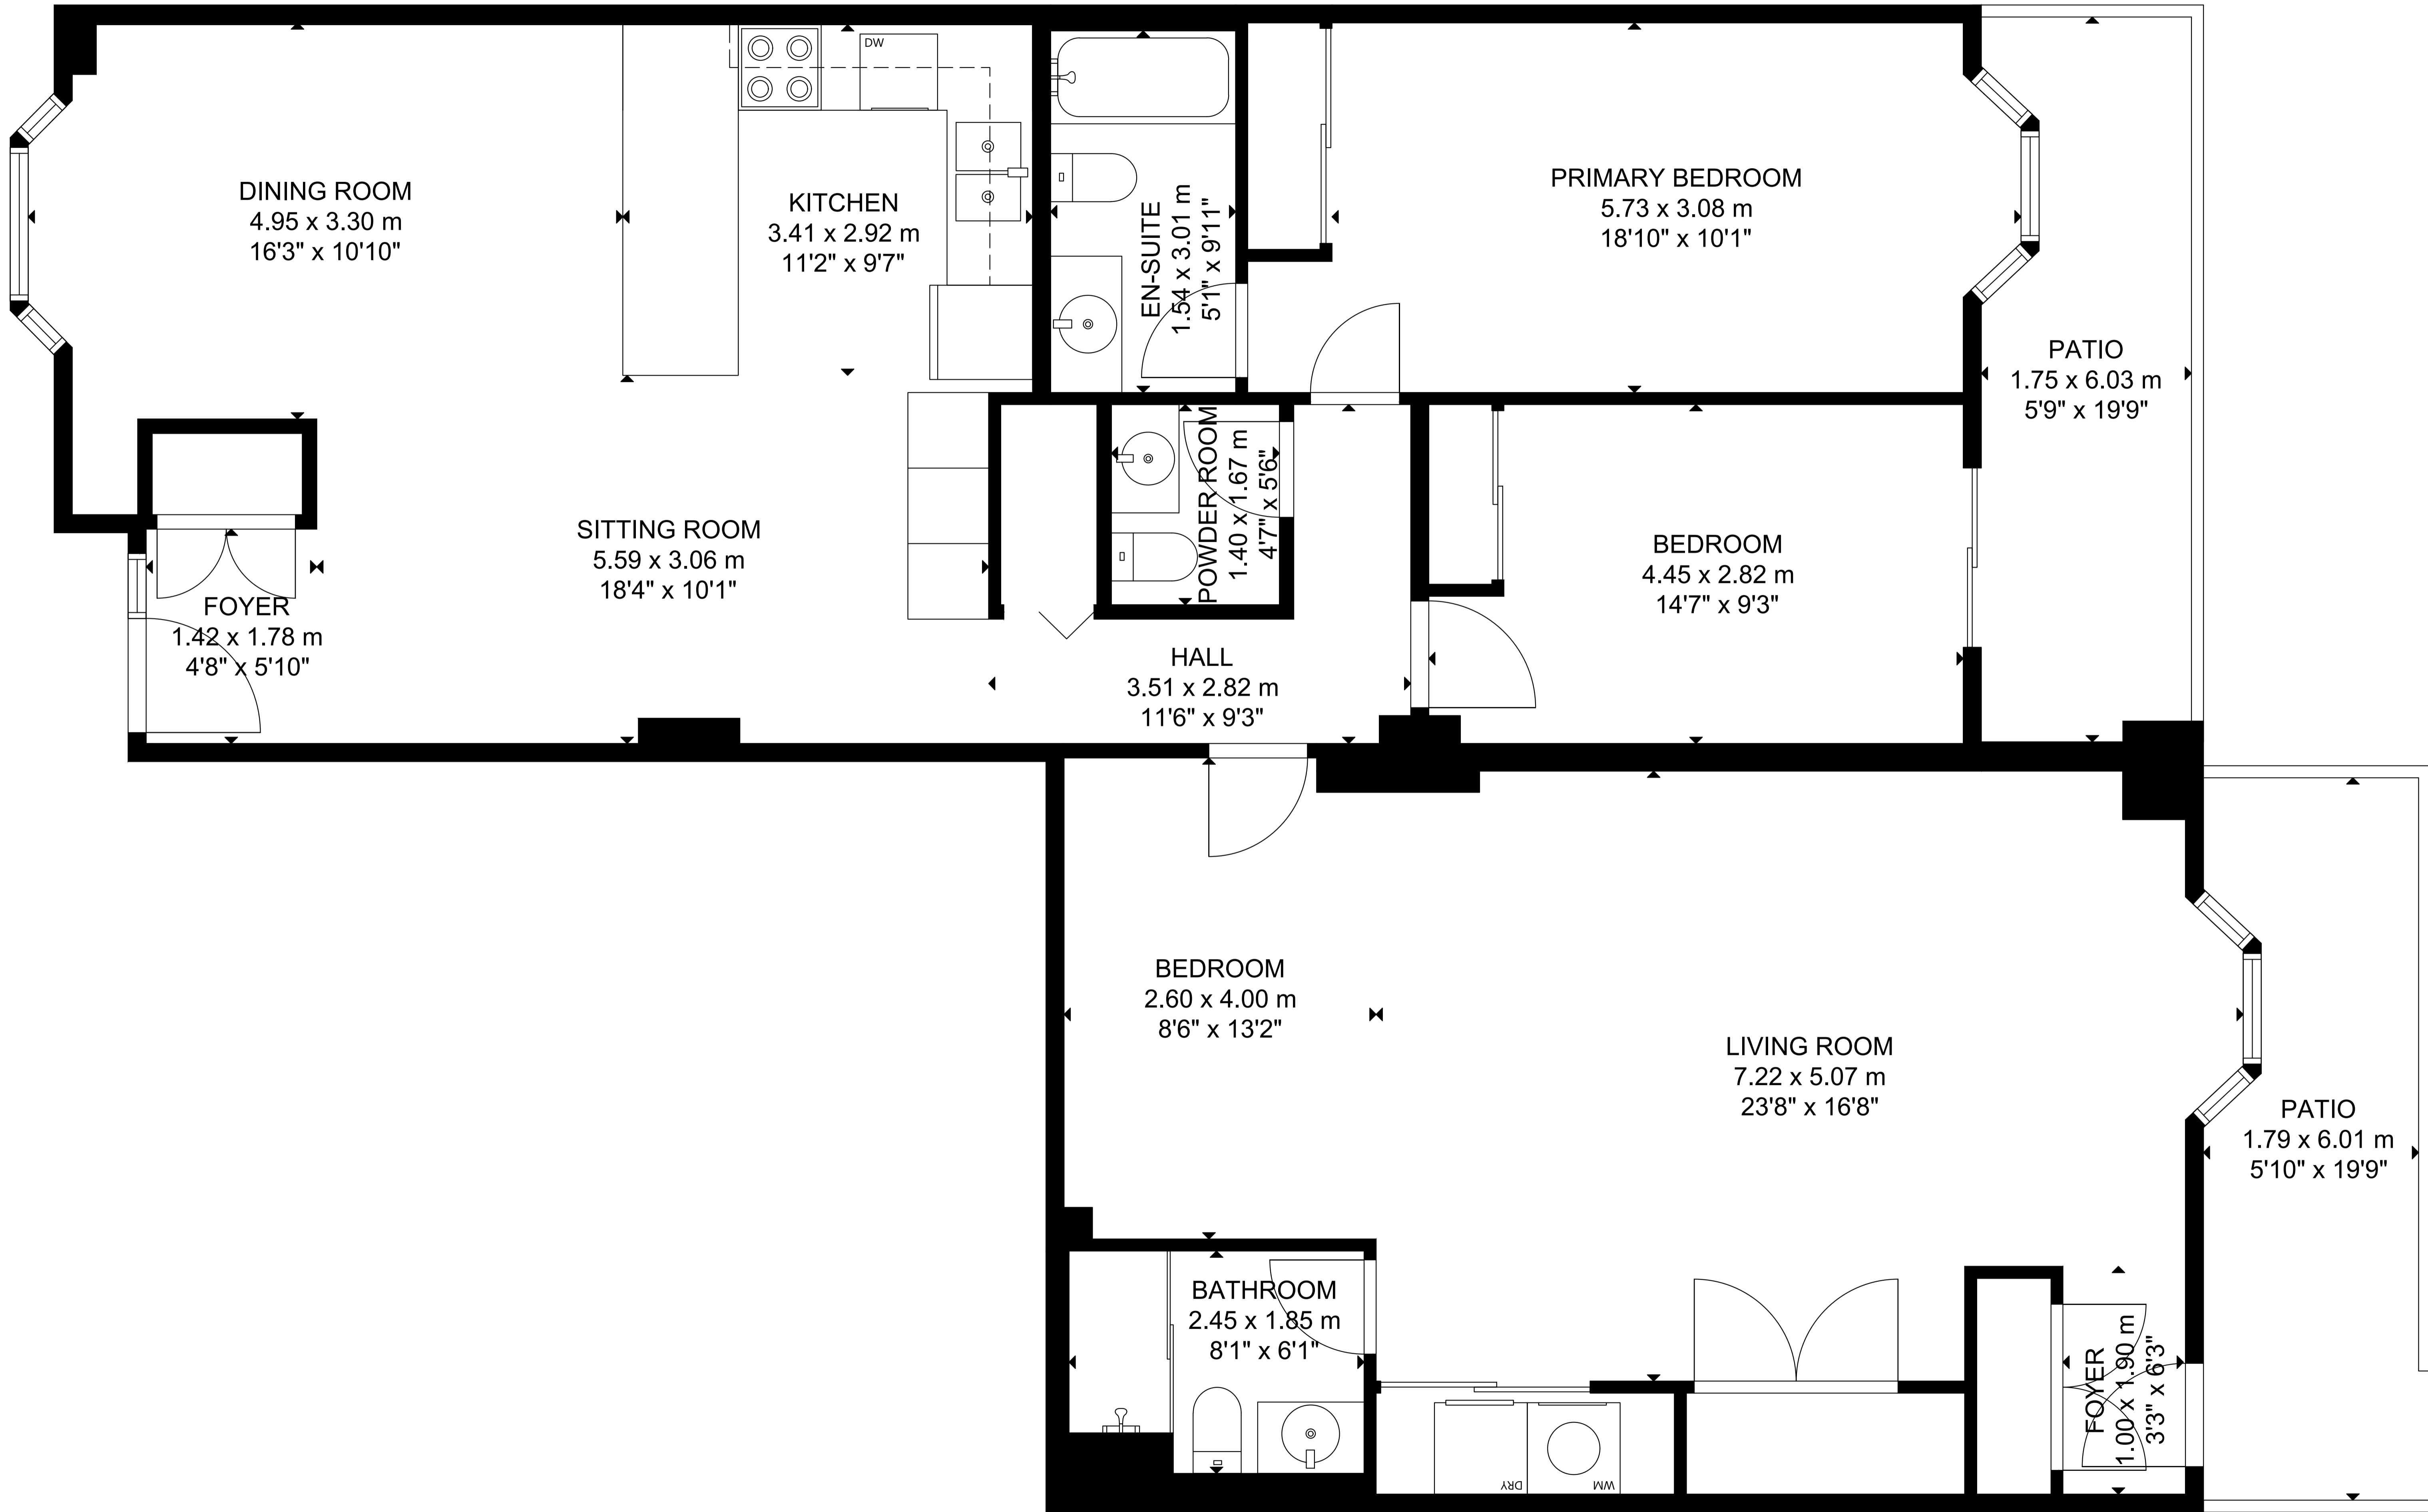 DW
DINING ROOM
4.95 x 3.30 m
16'3" x 10'10"
KITCHEN
3.41 x 2.92 m
11'2" x 9'7"
EN-SUITE
1.54 x 3.01 m
5'1" x 9'11"
PRIMARY BEDROOM
5.73 x 3.08 m
18'10" x 10'1"
PATIO
1.75 x 6.03 m
5'9" x 19'9"
SITTING ROOM
5.59 x 3.06 m
18'4" x 10'1"
POWDER ROOM
1.40 x 1.67 m
4'7" x 5'6"
BEDROOM
4.45 x 2.82 m
14'7" x 9'3"
FOYER
1.42 x 1.78 m
4'8" x 5'10"
HALL
3.51 x 2.82 m
11'6" x 9'3"
BEDROOM
2.60 x 4.00 m
8'6" x 13'2"
LIVING ROOM
7.22 x 5.07 m
23'8" x 16'8"
PATIO
1.79 x 6.01 m
5'10" x 19'9"
BATHROOM
2.45 x 1.85 m
8'1" x 6'1"
FOYER
1.00 x 1.90 m
3'3" x 6'3"
DRY
WM